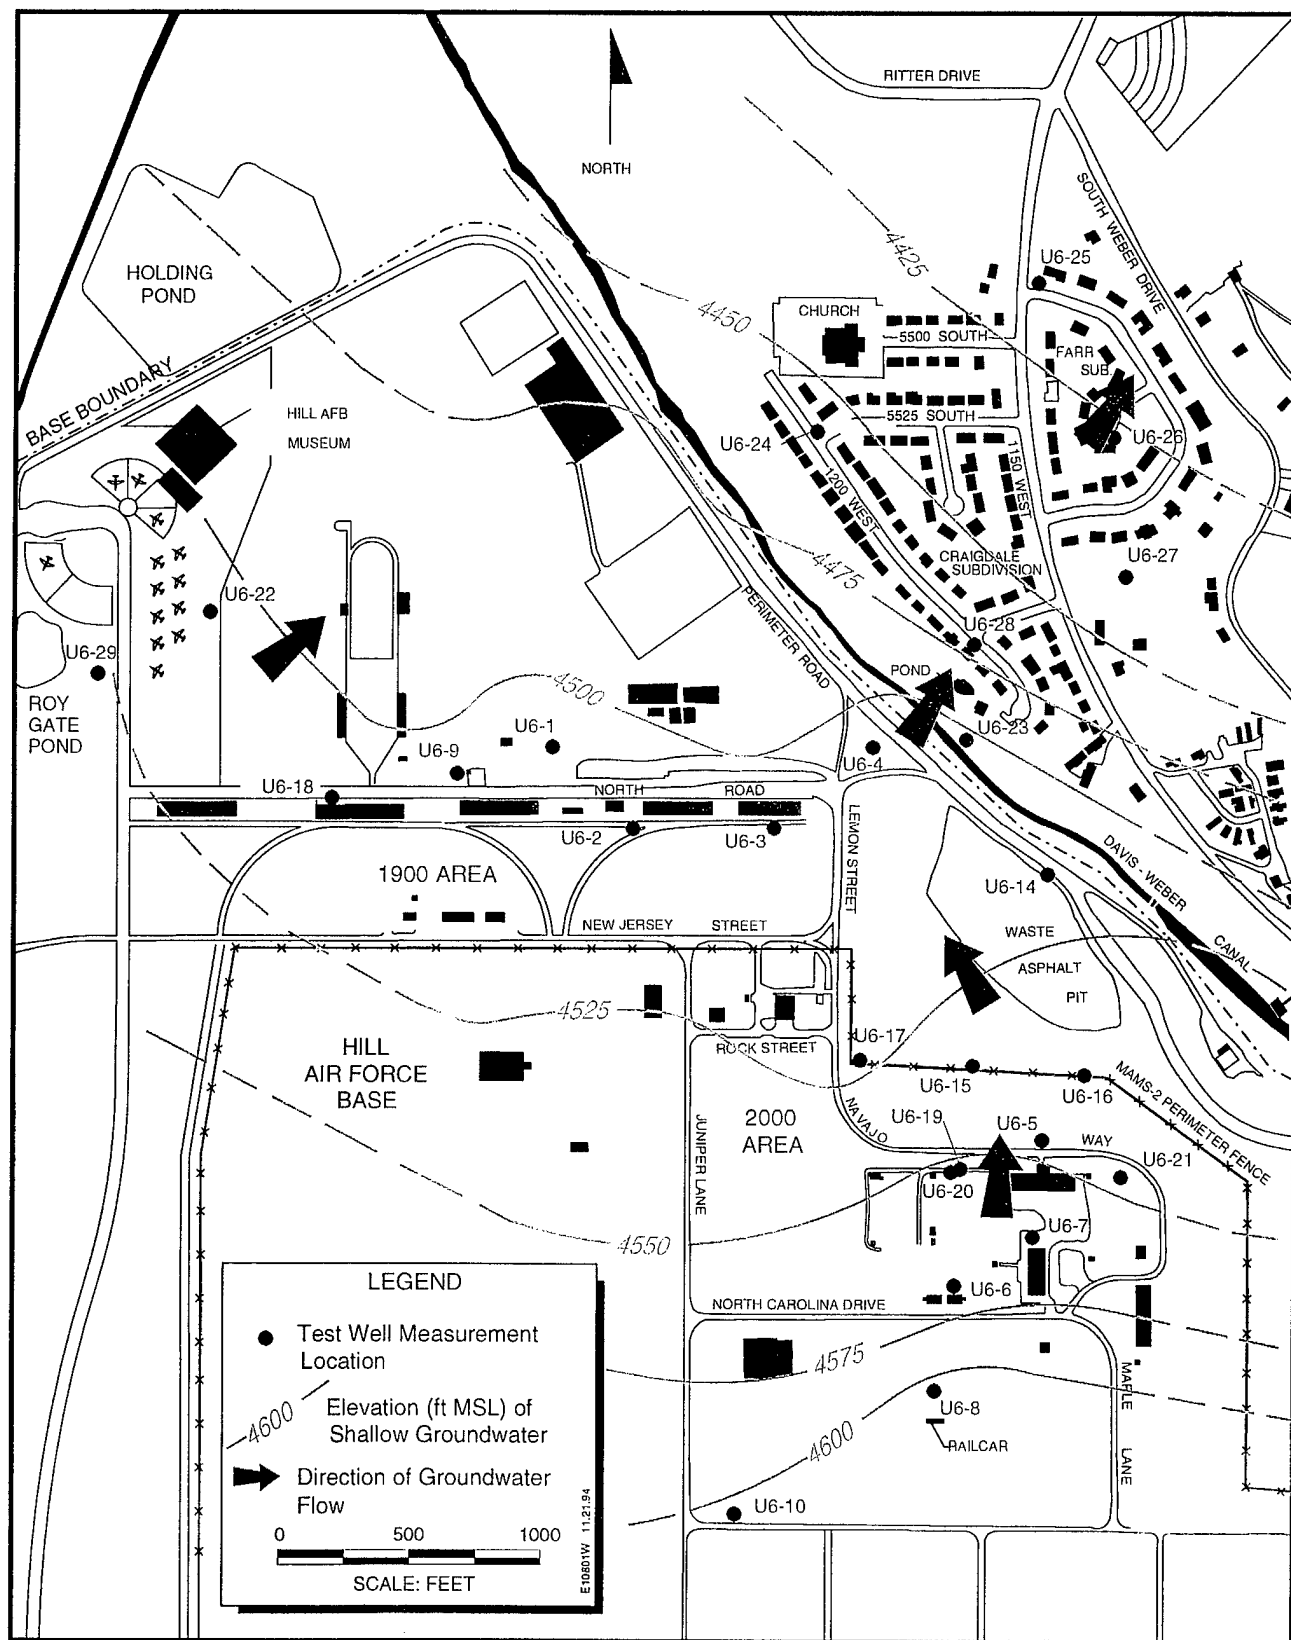 RITTER DRIVE
NORTH
SOUTH WEBER DRIVE
4425
U6-25
HOLDING
POND
4450
CHURCH
5500 SOUTH
FARR
SUB.
BASE BOUNDARY
HILL AFB
MUSEUM
5525 SOUTH
U6-24
U6-26
1200 WEST
1150 WEST
CRAIGDALE
SUBDIVISION
4475
U6-27
U6-22
PERIMETER ROAD
U6-28
U6-29
POND
ROY
GATE
POND
4500
U6-1
U6-9
U6-23
U6-4
U6-18
NORTH ROAD
U6-2
U6-3
LEMON STREET
DAVIS - WEBER
CANAL
1900 AREA
U6-14
NEW JERSEY STREET
WASTE
ASPHALT
PIT
4525
HILL
AIR FORCE
BASE
ROCK STREET
U6-17
U6-15
U6-16
MAMS-2 PERIMETER FENCE
2000
AREA
NAVAJO
WAY
U6-19
U6-5
U6-21
U6-20
JUNIPER LANE
4550
U6-7
U6-6
NORTH CAROLINA DRIVE
4575
MAPLE
LANE
U6-8
RAILCAR
4600
U6-10
LEGEND
Test Well Measurement
Location
4600
Elevation (ft MSL) of
Shallow Groundwater
Direction of Groundwater
Flow
0 500 1000
SCALE: FEET
E10801W 11.21.94